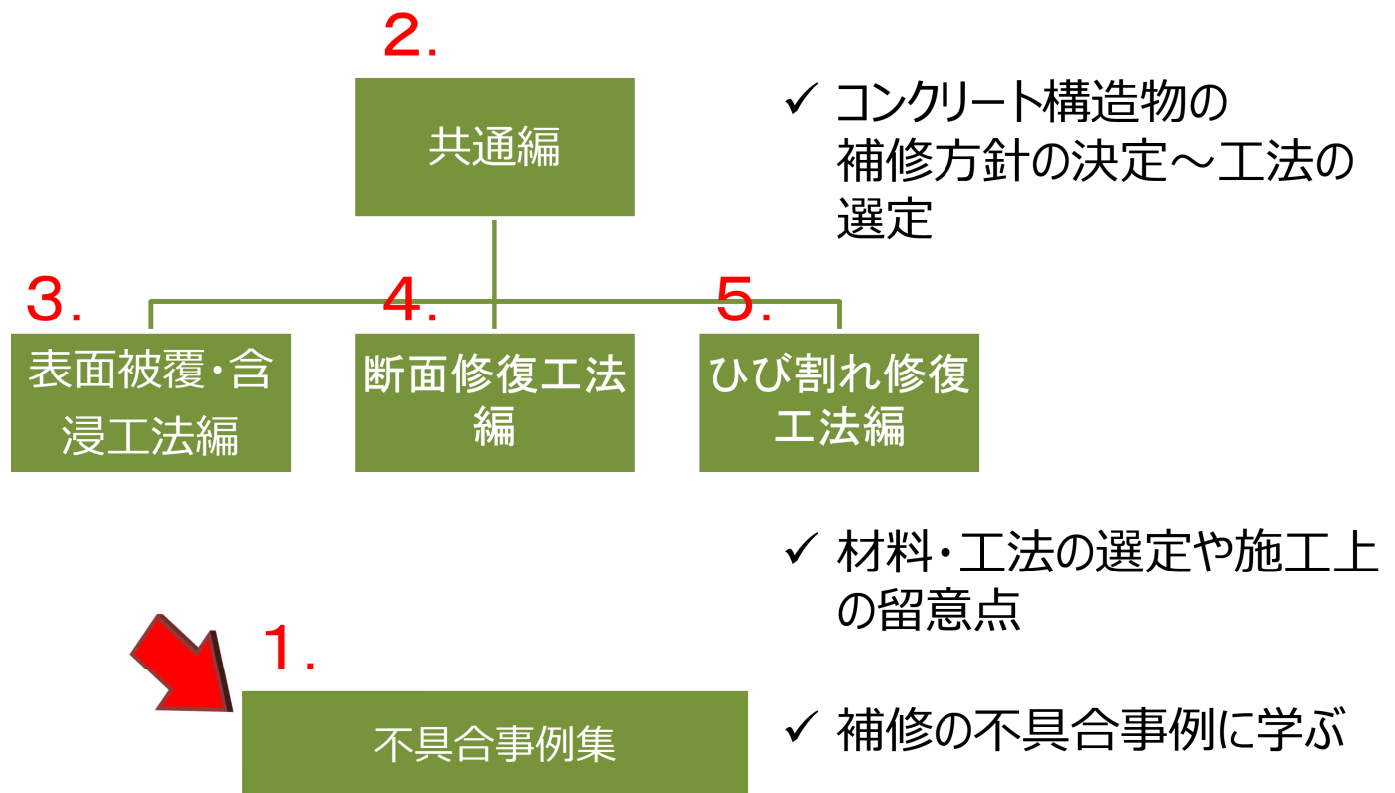 ２．
共通編
✓ コンクリート構造物の
補修方針の決定～工法の
選定
３．
表面被覆・含
浸工法編
４．
断面修復工法
編
５．
ひび割れ修復
工法編
✓ 材料・工法の選定や施工上
の留意点
１．
不具合事例集
✓ 補修の不具合事例に学ぶ